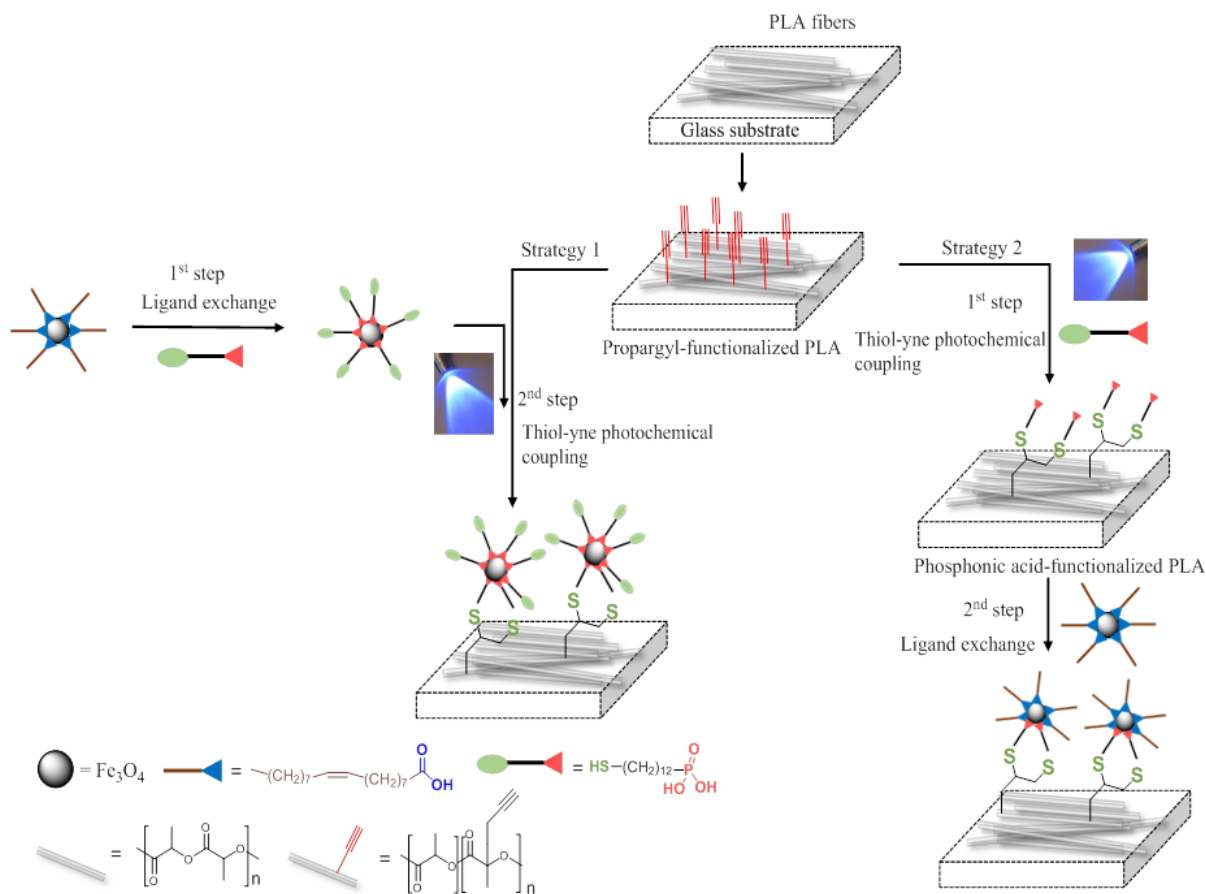 PLA fibers
Glass substrate
Strategy 1
Strategy 2
1st step
Ligand exchange
1st step
Propargyl-functionalized PLA
Thiol-yne photochemical
coupling
2nd step
Thiol-yne photochemical
coupling
S S
S S
Phosphonic acid-functionalized PLA
2nd step
Ligand exchange
S S S S
S S S S
= Fe3O4
= (CH2)7 (CH2)7 O OH
= HS (CH2)12 P O HO OH
= O O O O n
= O O O O n